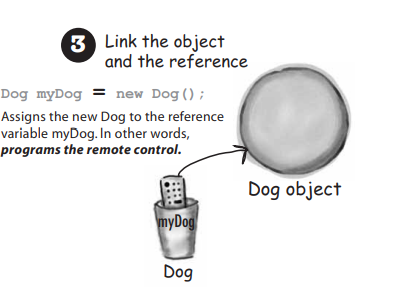 3 Link the object
and the reference
Dog myDog = new Dog();
Assigns the new Dog to the reference
variable myDog. In other words,
programs the remote control.
Dog object
myDog
Dog